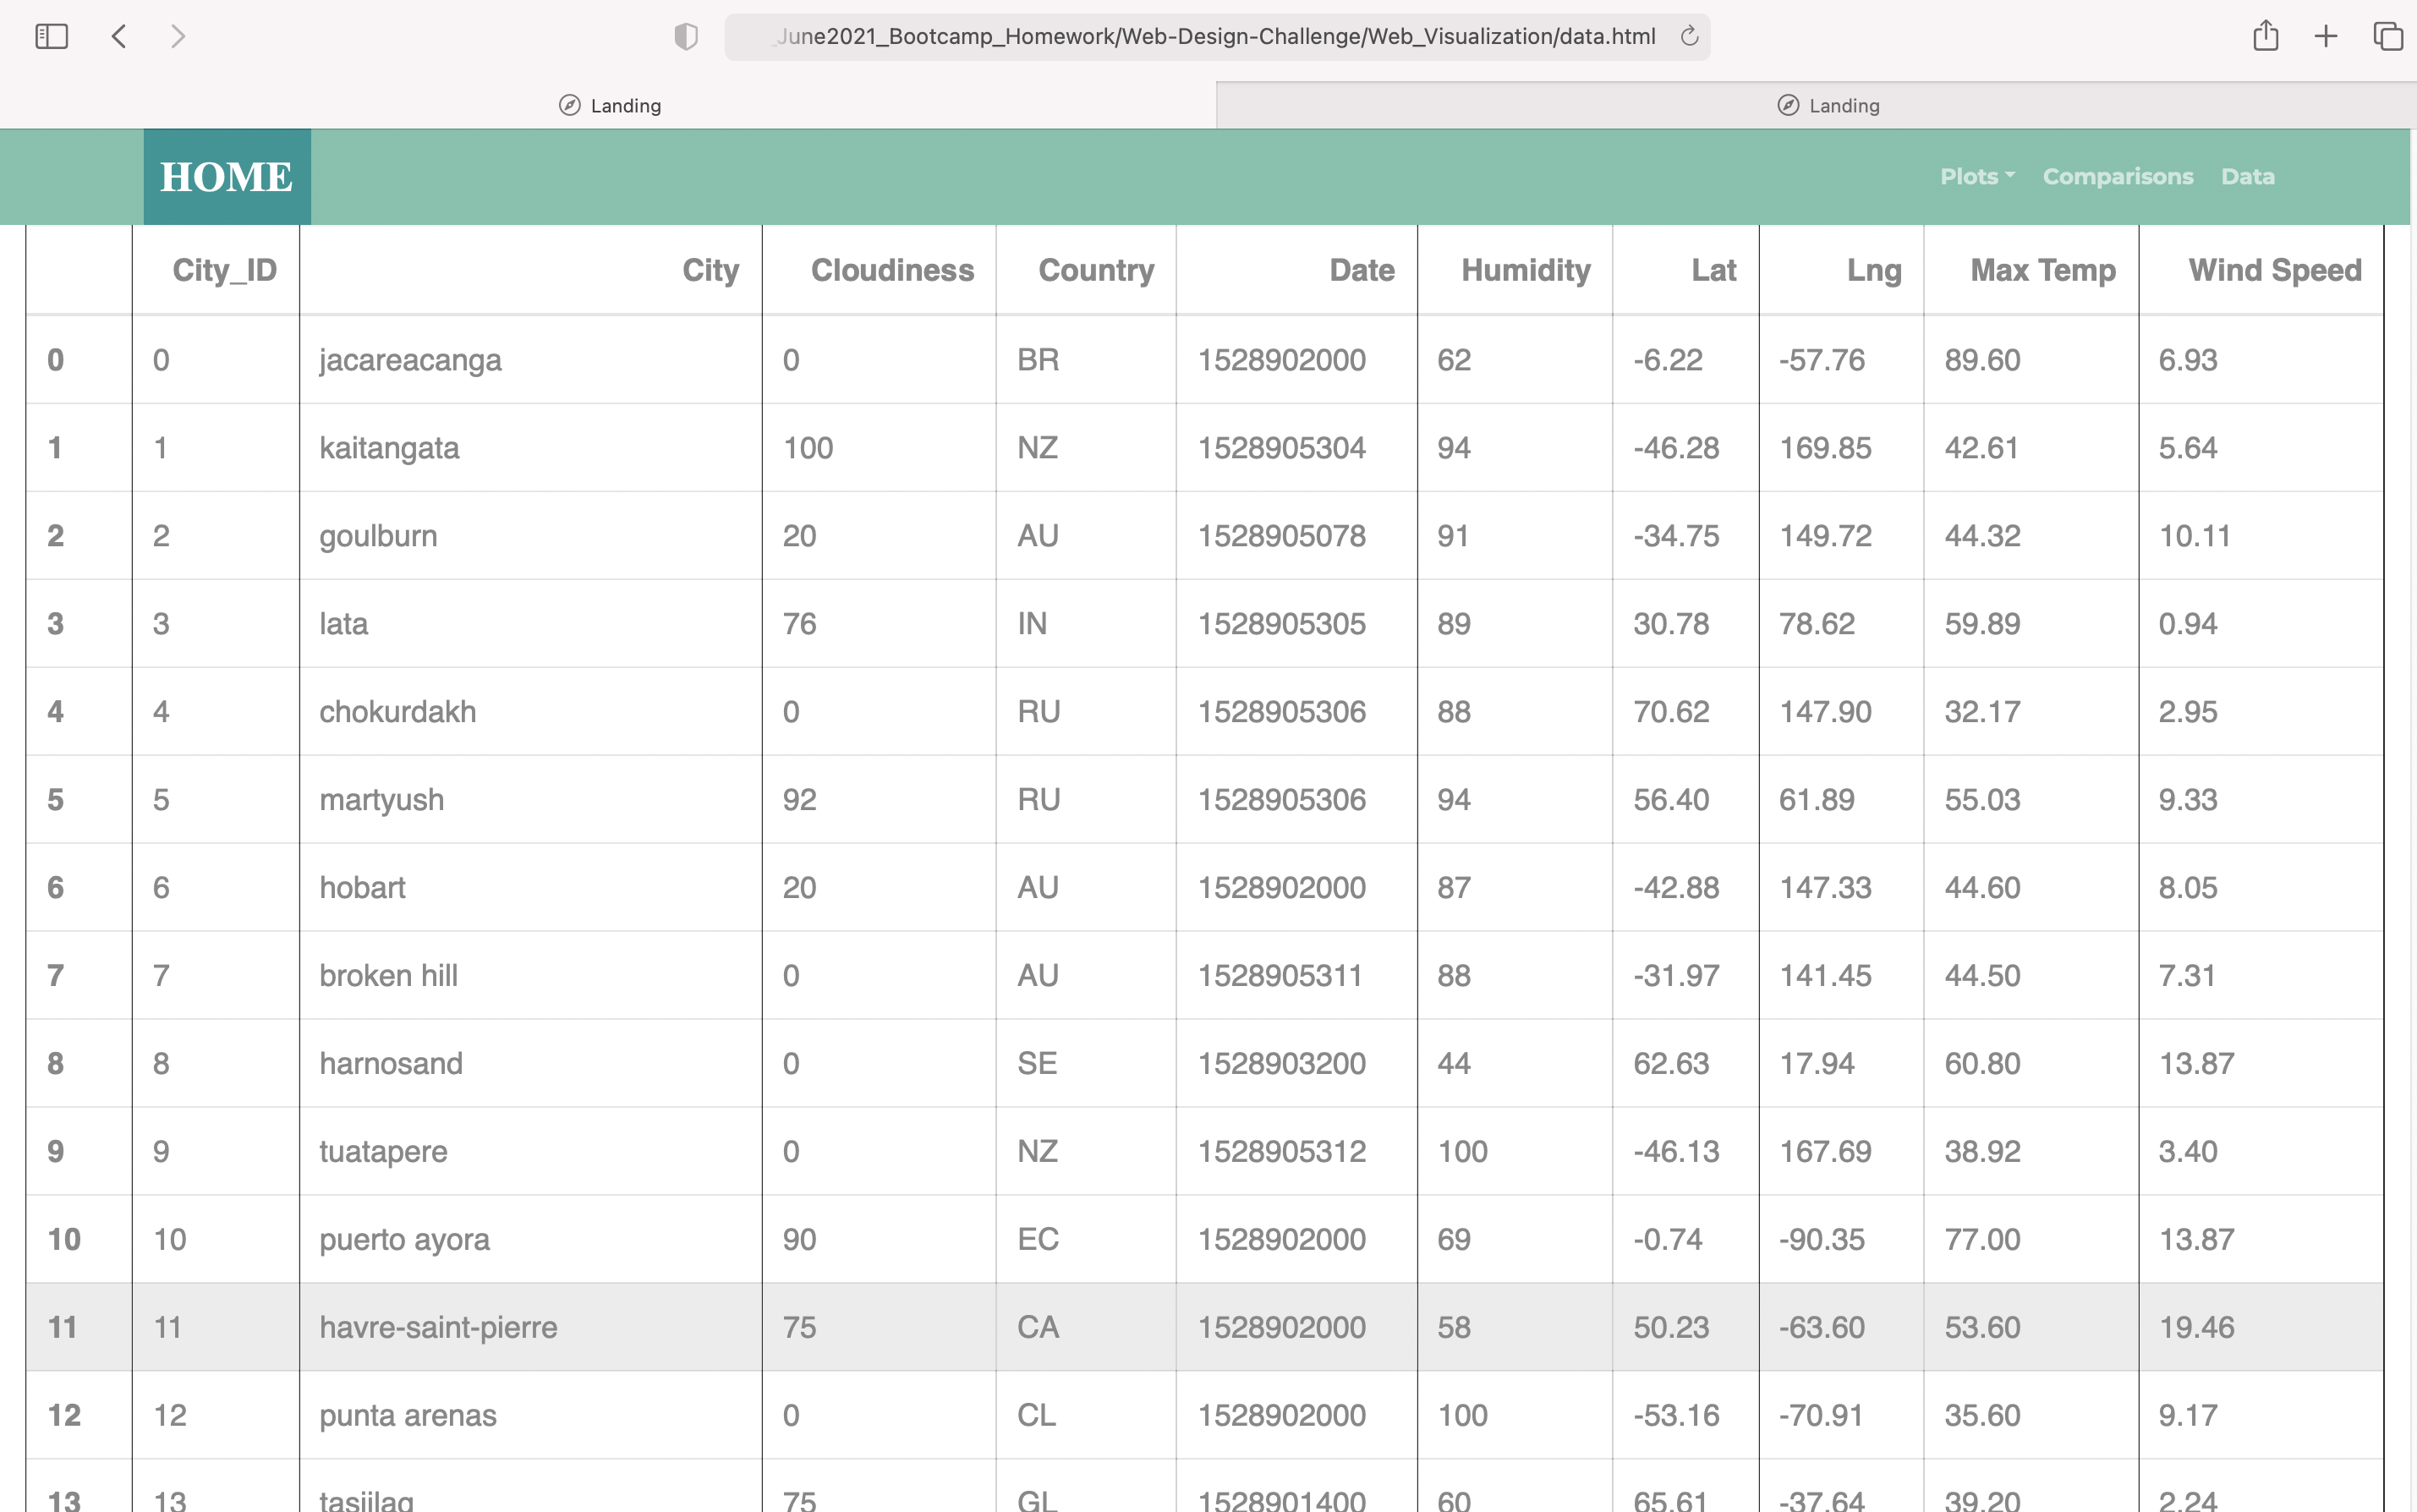 _June2021_Bootcamp_Homework/Web-Design-Challenge/Web_Visualization/data.html
Landing Landing
HOME Plots Comparisons Data
City_ID City Cloudiness Country Date Humidity Lat Lng Max Temp Wind Speed
0 0 jacareacanga 0 BR 1528902000 62 -6.22 -57.76 89.60 6.93
1 1 kaitangata 100 NZ 1528905304 94 -46.28 169.85 42.61 5.64
2 2 goulburn 20 AU 1528905078 91 -34.75 149.72 44.32 10.11
3 3 lata 76 IN 1528905305 89 30.78 78.62 59.89 0.94
4 4 chokurdakh 0 RU 1528905306 88 70.62 147.90 32.17 2.95
5 5 martyush 92 RU 1528905306 94 56.40 61.89 55.03 9.33
6 6 hobart 20 AU 1528902000 87 -42.88 147.33 44.60 8.05
7 7 broken hill 0 AU 1528905311 88 -31.97 141.45 44.50 7.31
8 8 harnosand 0 SE 1528903200 44 62.63 17.94 60.80 13.87
9 9 tuatapere 0 NZ 1528905312 100 -46.13 167.69 38.92 3.40
10 10 puerto ayora 90 EC 1528902000 69 -0.74 -90.35 77.00 13.87
11 11 havre-saint-pierre 75 CA 1528902000 58 50.23 -63.60 53.60 19.46
12 12 punta arenas 0 CL 1528902000 100 -53.16 -70.91 35.60 9.17
13 13 tasiilaq 75 GL 1528901400 60 65.61 -37.64 39.20 2.24